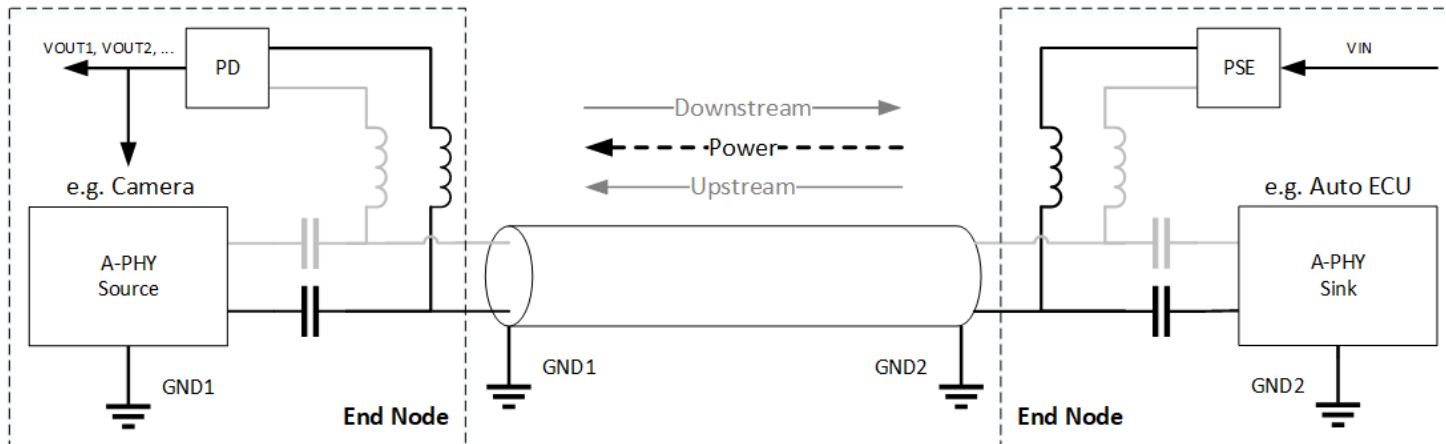 VOUT1, VOUT2, ...
PD
PSE
VIN
Downstream
Power
Upstream
e.g. Camera
e.g. Auto ECU
A-PHY
Source
A-PHY
Sink
GND1
GND1
GND2
GND2
End Node
End Node